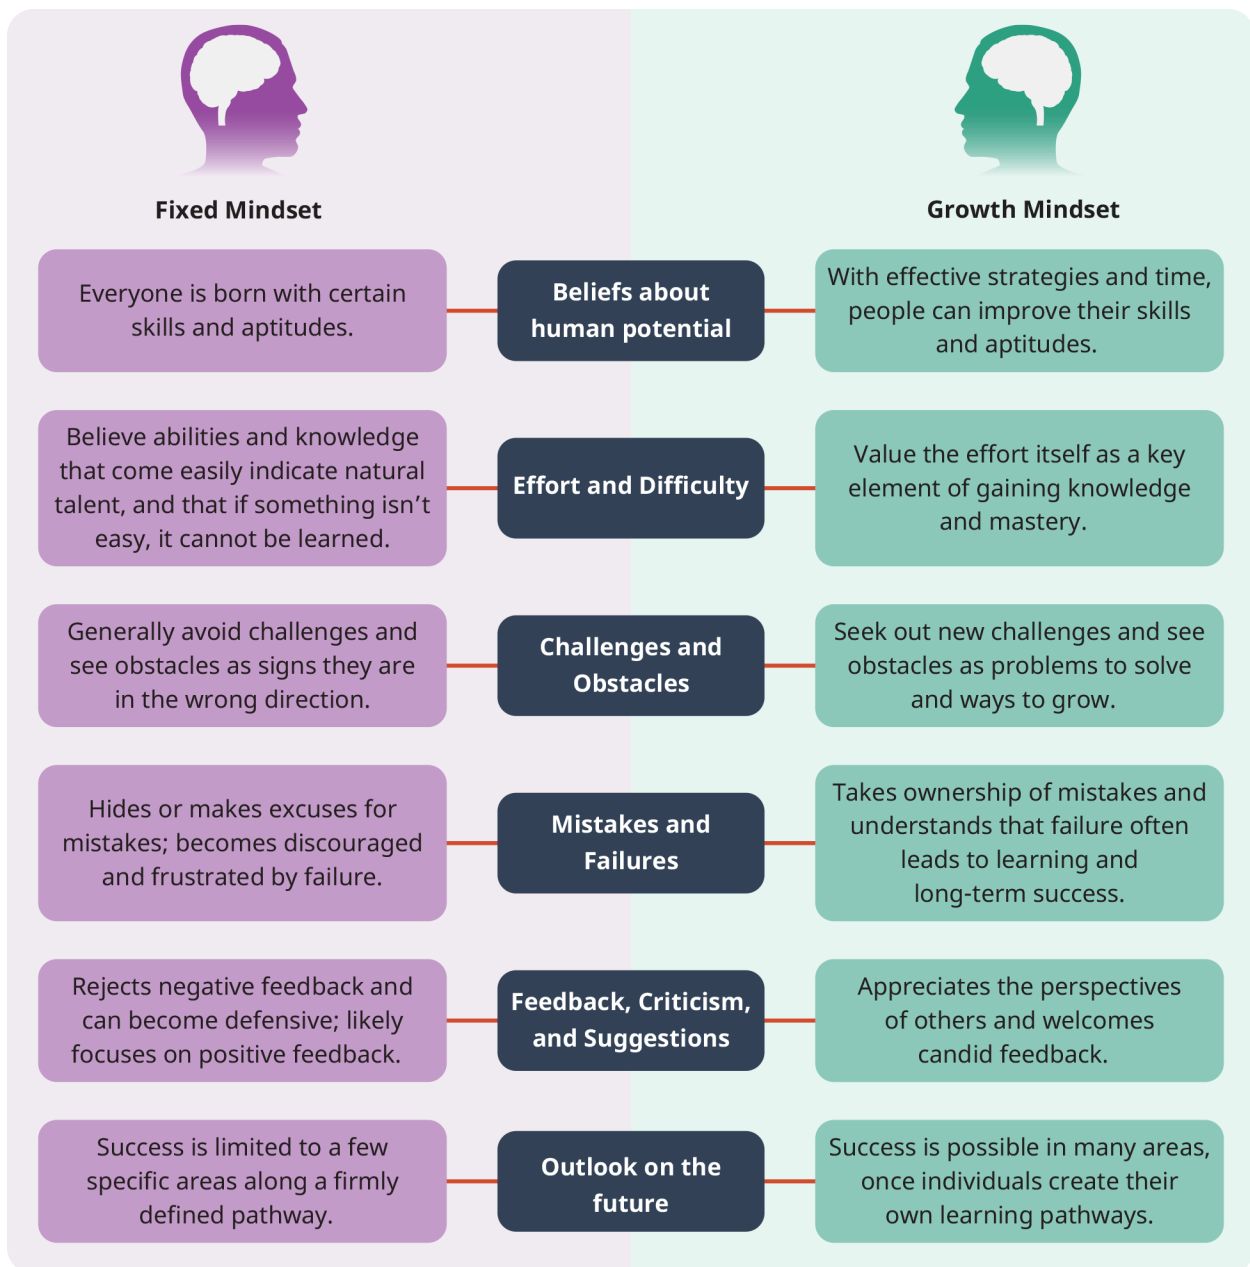 Fixed Mindset
Growth Mindset
Everyone is born with certain
skills and aptitudes.
Beliefs about
human potential
With effective strategies and time,
people can improve their skills
and aptitudes.
Believe abilities and knowledge
that come easily indicate natural
talent, and that if something isn’t
easy, it cannot be learned.
Effort and Difficulty
Value the effort itself as a key
element of gaining knowledge
and mastery.
Generally avoid challenges and
see obstacles as signs they are
in the wrong direction.
Challenges and
Obstacles
Seek out new challenges and see
obstacles as problems to solve
and ways to grow.
Hides or makes excuses for
mistakes; becomes discouraged
and frustrated by failure.
Mistakes and
Failures
Takes ownership of mistakes and
understands that failure often
leads to learning and
long-term success.
Rejects negative feedback and
can become defensive; likely
focuses on positive feedback.
Feedback, Criticism,
and Suggestions
Appreciates the perspectives
of others and welcomes
candid feedback.
Success is limited to a few
specific areas along a firmly
defined pathway.
Outlook on the
future
Success is possible in many areas,
once individuals create their
own learning pathways.